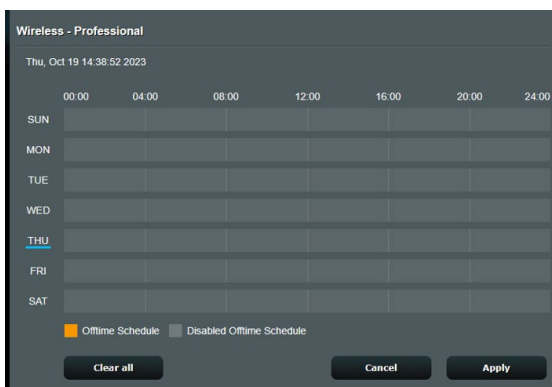 Wireless - Professional
Thu, Oct 19 14:38:52 2023
00:00 04:00 08:00 12:00 16:00 20:00 24:00
SUN
MON
TUE
WED
THU
FRI
SAT
Offtime Schedule Disabled Offtime Schedule
Clear all Cancel Apply